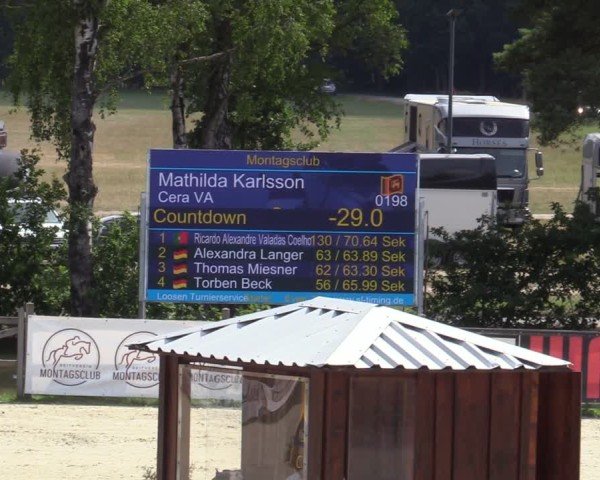 Montagsclub
Mathilda Karlsson
0198
Cera VA
Countdown -29.0
1 Ricardo Alexandre Valadas Coelho 130 / 70.64 Sek
2 Alexandra Langer 63 / 63.89 Sek
3 Thomas Miesner 62 / 63.30 Sek
4 Torben Beck 56 / 65.99 Sek
Loosen Turnierservice
HORSES
REITVEREIN
MONTAGSCLUB
MONTAGSCLUB
MONTAGSCLUB